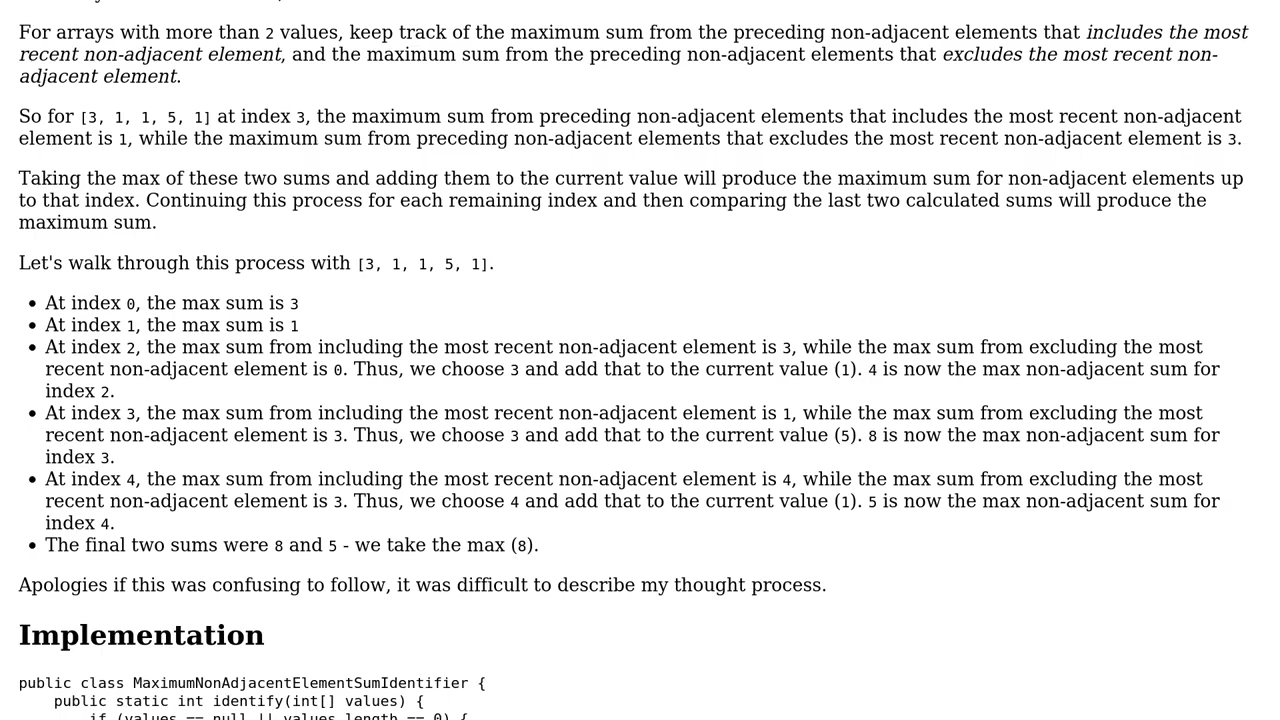 For arrays with more than 2 values, keep track of the maximum sum from the preceding non-adjacent elements that includes the most
recent non-adjacent element, and the maximum sum from the preceding non-adjacent elements that excludes the most recent non-
adjacent element.
So for [3, 1, 1, 5, 1] at index 3, the maximum sum from preceding non-adjacent elements that includes the most recent non-adjacent
element is 1, while the maximum sum from preceding non-adjacent elements that excludes the most recent non-adjacent element is 3.
Taking the max of these two sums and adding them to the current value will produce the maximum sum for non-adjacent elements up
to that index. Continuing this process for each remaining index and then comparing the last two calculated sums will produce the
maximum sum.
Let's walk through this process with [3, 1, 1, 5, 1].
• At index 0, the max sum is 3
• At index 1, the max sum is 1
• At index 2, the max sum from including the most recent non-adjacent element is 3, while the max sum from excluding the most
recent non-adjacent element is 0. Thus, we choose 3 and add that to the current value (1). 4 is now the max non-adjacent sum for
index 2.
• At index 3, the max sum from including the most recent non-adjacent element is 1, while the max sum from excluding the most
recent non-adjacent element is 3. Thus, we choose 3 and add that to the current value (5). 8 is now the max non-adjacent sum for
index 3.
• At index 4, the max sum from including the most recent non-adjacent element is 4, while the max sum from excluding the most
recent non-adjacent element is 3. Thus, we choose 4 and add that to the current value (1). 5 is now the max non-adjacent sum for
index 4.
• The final two sums were 8 and 5 - we take the max (8).
Apologies if this was confusing to follow, it was difficult to describe my thought process.
Implementation
public class MaximumNonAdjacentElementSumIdentifier {
public static int identify(int[] values) {
if (values == null || values.length == 0) {